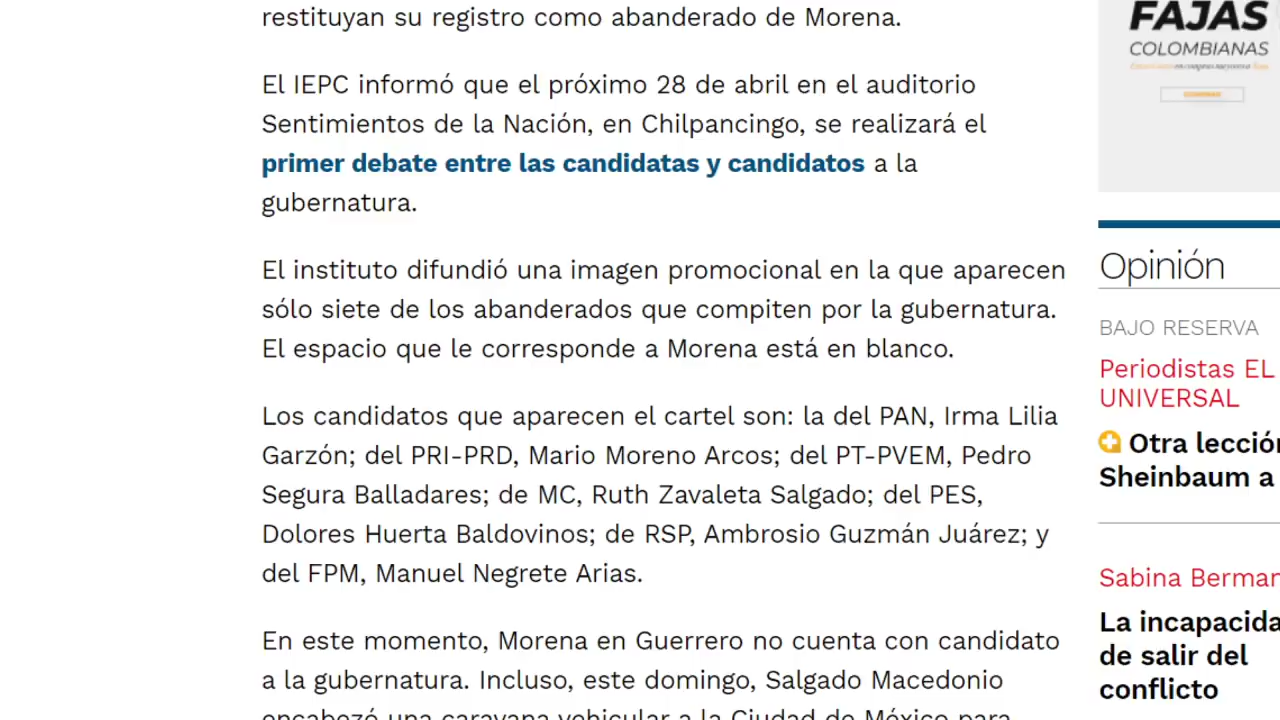 restituyan su registro como abanderado de Morena.
El IEPC informó que el próximo 28 de abril en el auditorio
Sentimientos de la Nación, en Chilpancingo, se realizará el
primer debate entre las candidatas y candidatos a la
gubernatura.
El instituto difundió una imagen promocional en la que aparecen
sólo siete de los abanderados que compiten por la gubernatura.
El espacio que le corresponde a Morena está en blanco.
Los candidatos que aparecen el cartel son: la del PAN, Irma Lilia
Garzón; del PRI-PRD, Mario Moreno Arcos; del PT-PVEM, Pedro
Segura Balladares; de MC, Ruth Zavaleta Salgado; del PES,
Dolores Huerta Baldovinos; de RSP, Ambrosio Guzmán Juárez; y
del FPM, Manuel Negrete Arias.
En este momento, Morena en Guerrero no cuenta con candidato
a la gubernatura. Incluso, este domingo, Salgado Macedonio
encabezó una caravana vehicular a la Ciudad de México para
FAJAS
COLOMBIANAS
Opinión
BAJO RESERVA
Periodistas EL
UNIVERSAL
Otra lección
Sheinbaum a
Sabina Berman
La incapacida
de salir del
conflicto